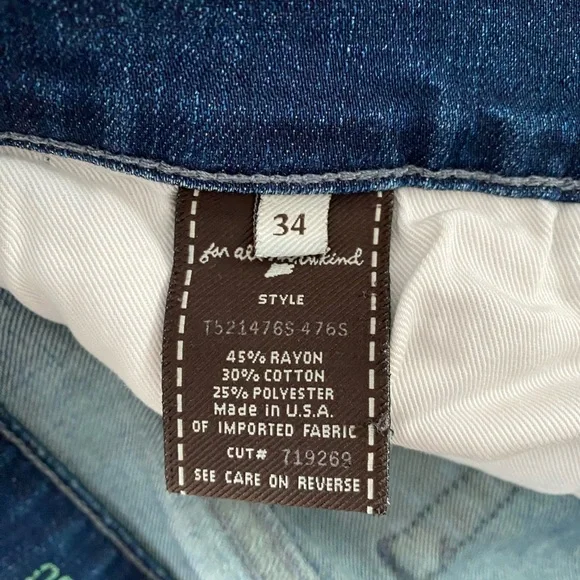 34
for all mankind
STYLE
T521476S-476S
45% RAYON
30% COTTON
25% POLYESTER
Made in U.S.A.
OF IMPORTED FABRIC
CUT# 719269
SEE CARE ON REVERSE